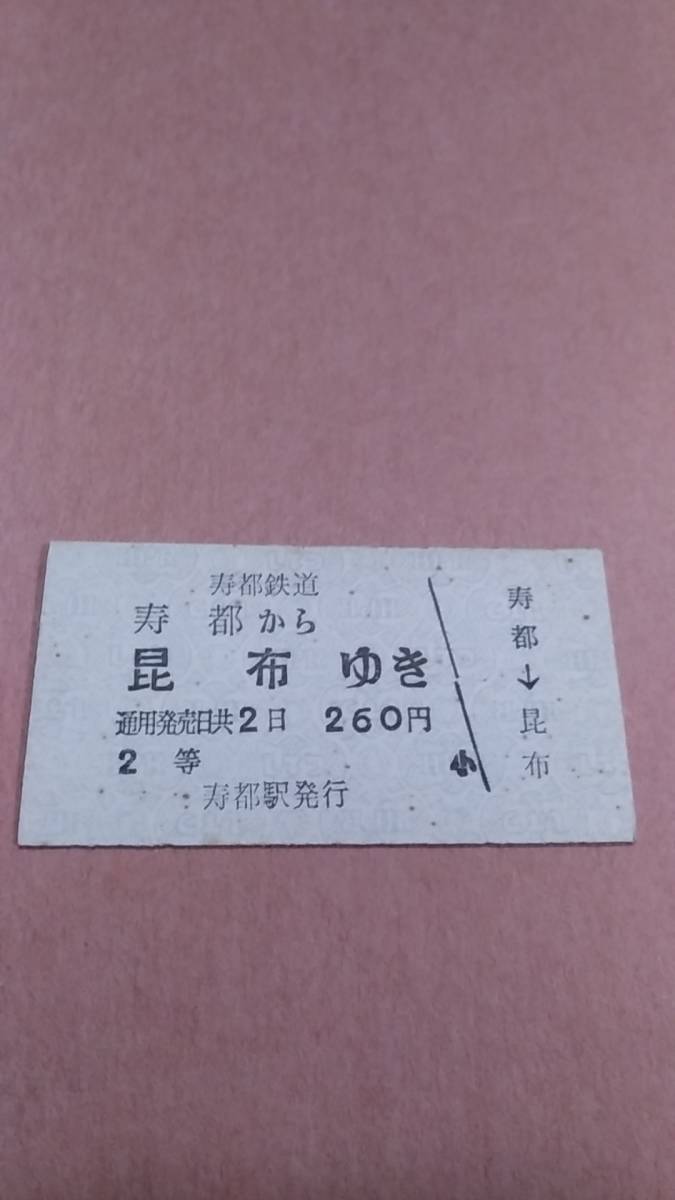 寿都鉄道
寿都から
昆布ゆき
通用発売日共2日 260円
2等
小
寿都駅発行
寿都→昆布